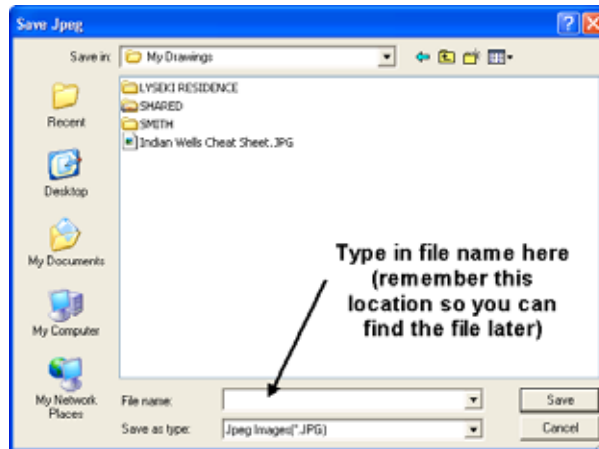 Save Jpeg
Save in:
My Drawings
LYSEKI RESIDENCE
SHARED
SMITH
Indian Wells Cheat Sheet.JPG
Recent
Desktop
My Documents
My Computer
My Network
Places
Type in file name here
(remember this
location so you can
find the file later)
File name:
Save
Save as type:
Jpeg Images(*.JPG)
Cancel